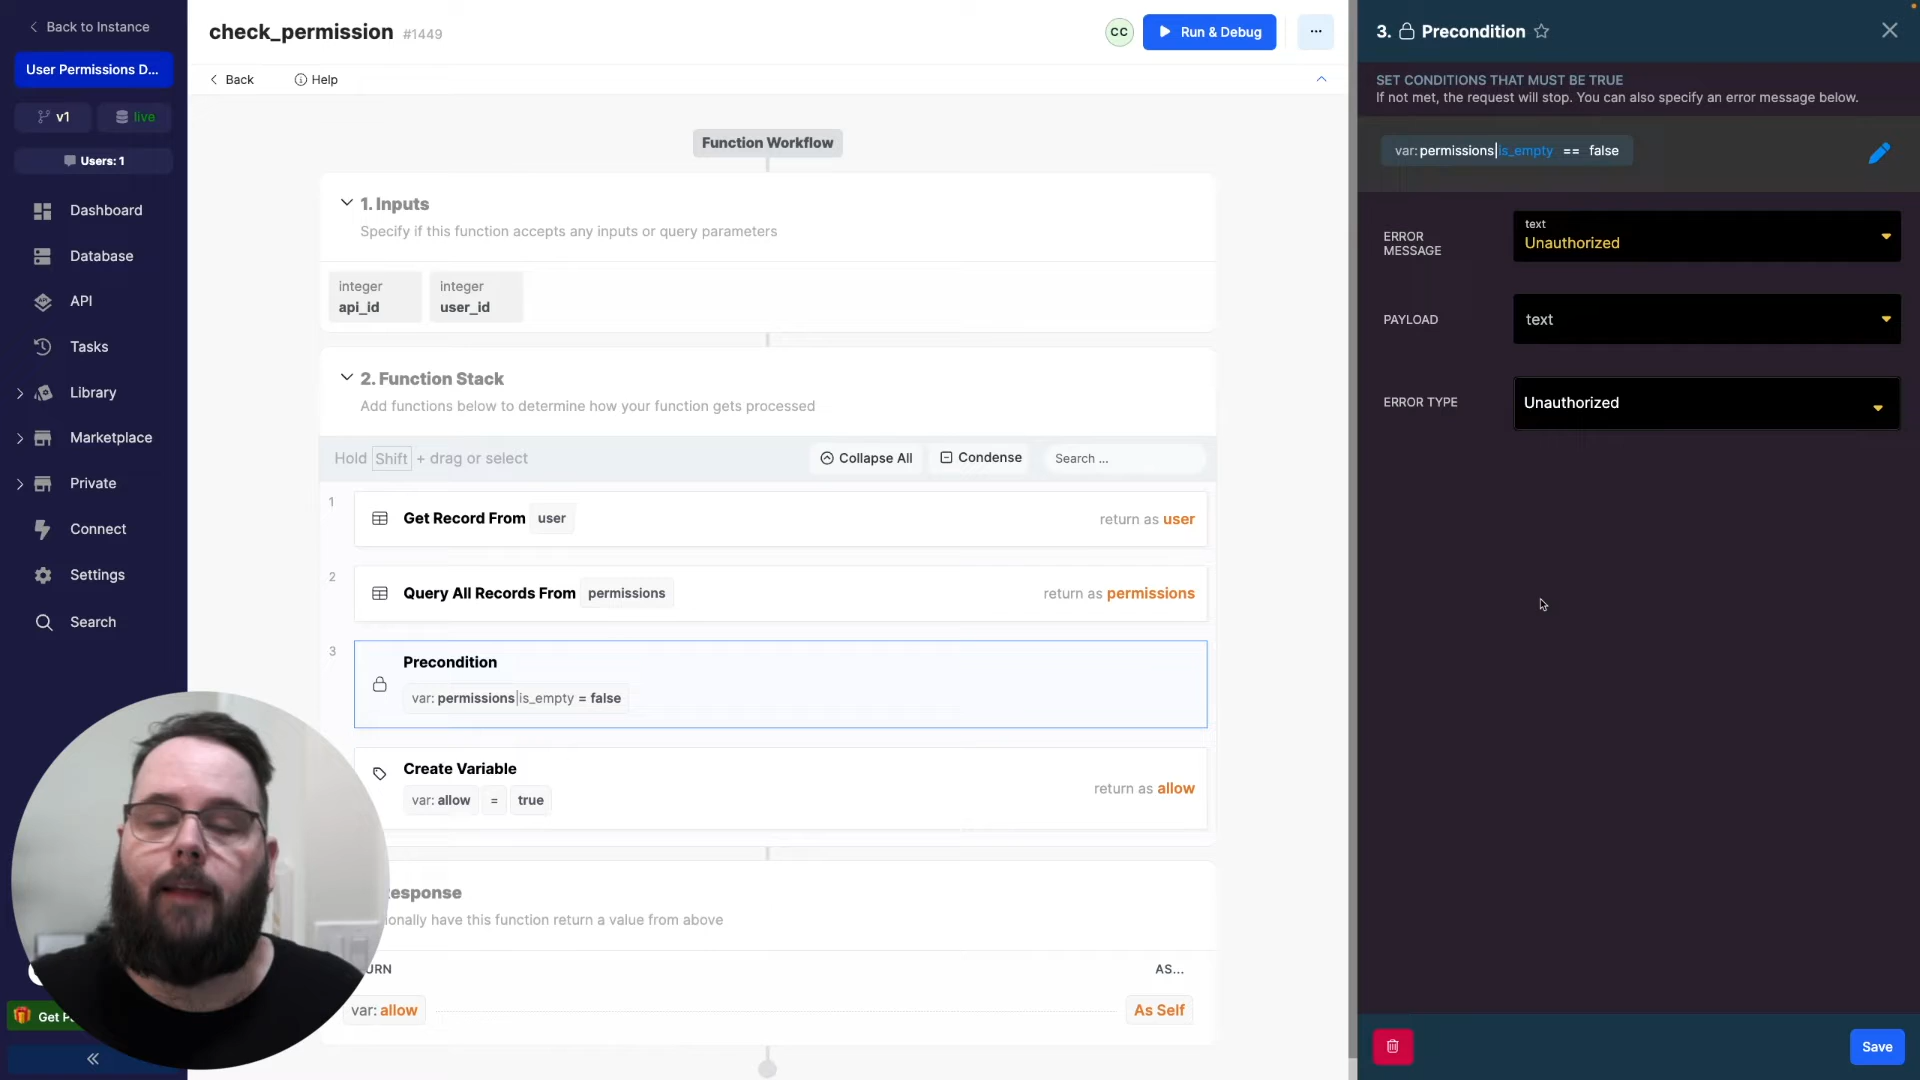 Back to Instance
User Permissions D...
v1
live
Users: 1
Dashboard
Database
API
Tasks
Library
Marketplace
Private
Connect
Settings
Search
Get P
check_permission #1449
CC
Run & Debug
...
Back
Help
Function Workflow
1. Inputs
Specify if this function accepts any inputs or query parameters
integer
api_id
integer
user_id
2. Function Stack
Add functions below to determine how your function gets processed
Hold Shift + drag or select
Collapse All
Condense
Search ...
1
Get Record From user
return as user
2
Query All Records From permissions
return as permissions
3
Precondition
var: permissions|is_empty = false
Create Variable
var: allow = true
return as allow
esponse
ionally have this function return a value from above
URN
AS...
var: allow
As Self
3. Precondition
SET CONDITIONS THAT MUST BE TRUE
If not met, the request will stop. You can also specify an error message below.
var: permissions|is_empty == false
ERROR MESSAGE
text
Unauthorized
PAYLOAD
text
ERROR TYPE
Unauthorized
Save